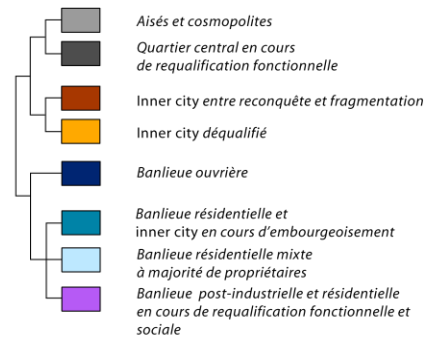 Aisés et cosmopolites
Quartier central en cours
de requalification fonctionnelle
Inner city entre reconquête et fragmentation
Inner city déqualifié
Banlieue ouvrière
Banlieue résidentielle et
inner city en cours d'embourgeoisement
Banlieue résidentielle mixte
à majorité de propriétaires
Banlieue post-industrielle et résidentielle
en cours de requalification fonctionnelle et
sociale